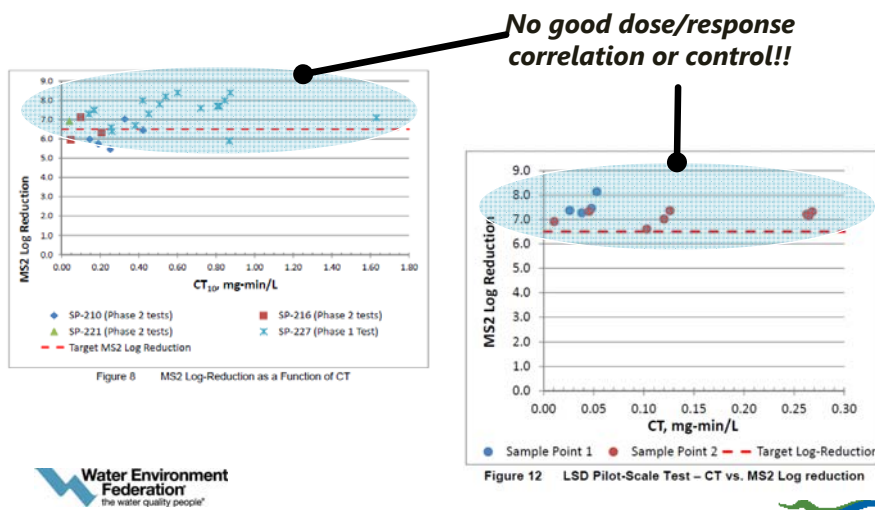 No good dose/response
correlation or control!!
9.0
8.0
7.0
6.0
5.0
4.0
3.0
2.0
1.0
0.0
MS2 Log Reduction
0.00 0.20 0.40 0.60 0.80 1.00 1.20 1.40 1.60 1.80
CT10, mg-min/L
SP-210 (Phase 2 tests) SP-216 (Phase 2 tests)
SP-221 (Phase 2 tests) SP-227 (Phase 1 Test)
Target MS2 Log Reduction
Figure 8 MS2 Log-Reduction as a Function of CT
9.0
8.0
7.0
6.0
5.0
4.0
3.0
2.0
1.0
0.0
MS2 Log Reduction
0.00 0.05 0.10 0.15 0.20 0.25 0.30
CT, mg-min/L
Sample Point 1 Sample Point 2 Target Log-Reduction
Figure 12 LSD Pilot-Scale Test – CT vs. MS2 Log reduction
Water Environment
Federation
the water quality people®